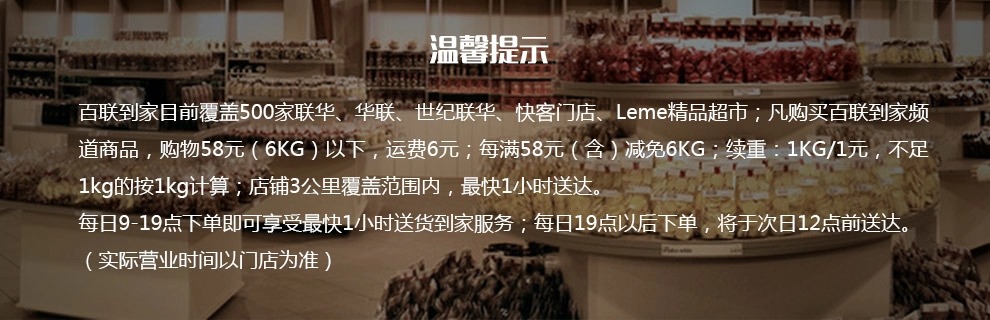 温馨提示
百联到家目前覆盖500家联华、华联、世纪联华、快客门店、Leme精品超市；凡购买百联到家频
道商品，购物58元（6KG）以下，运费6元；每满58元（含）减免6KG；续重：1KG/1元，不足
1kg的按1kg计算；店铺3公里覆盖范围内，最快1小时送达。
每日9-19点下单即可享受最快1小时送货到家服务；每日19点以后下单，将于次日12点前送达。
（实际营业时间以门店为准）